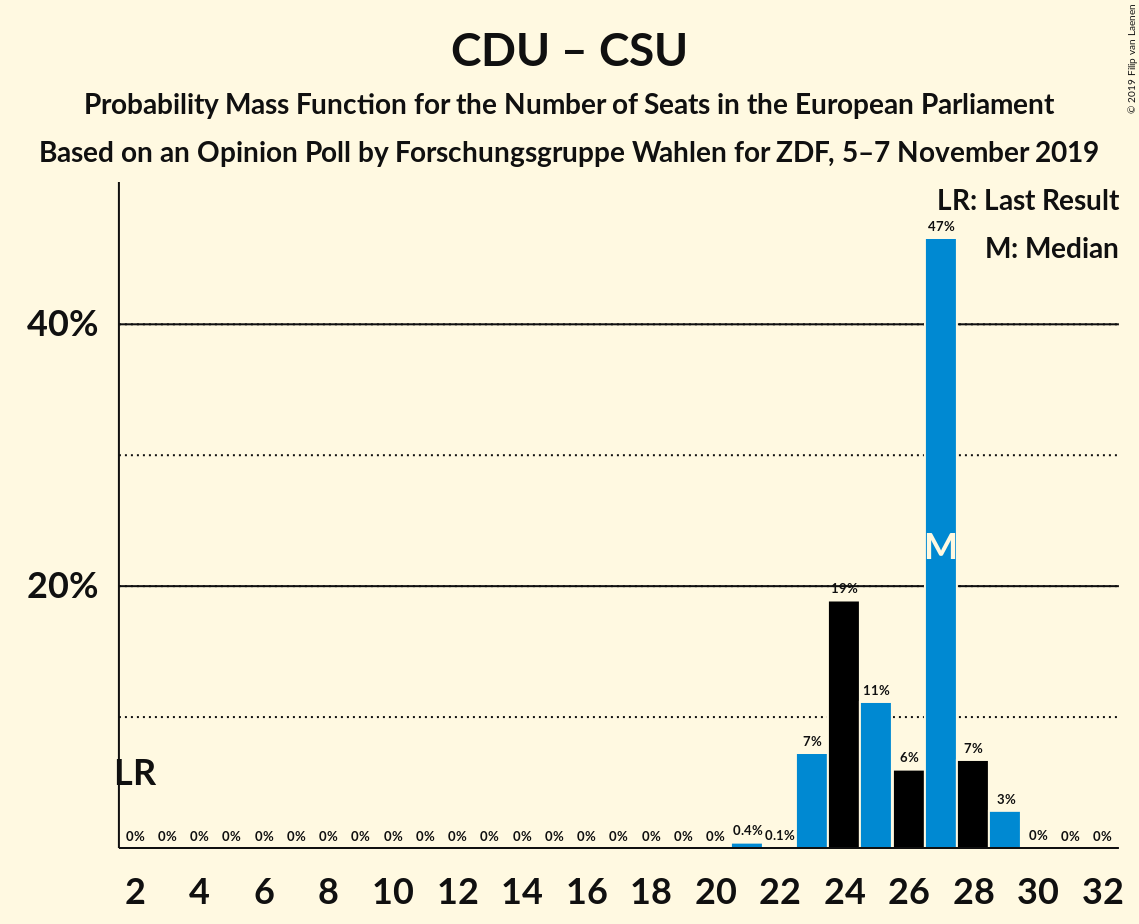 CDU – CSU
Probability Mass Function for the Number of Seats in the European Parliament
Based on an Opinion Poll by Forschungsgruppe Wahlen for ZDF, 5–7 November 2019
© 2019 Filip van Laenen
LR: Last Result
M: Median
47%
40%
M
20%
19%
11%
7% 6% 7%
LR
3%
0% 0% 0% 0% 0% 0% 0% 0% 0% 0% 0% 0% 0% 0% 0% 0% 0% 0% 0% 0.4% 0.1% 0% 0% 0%
2 4 6 8 10 12 14 16 18 20 22 24 26 28 30 32